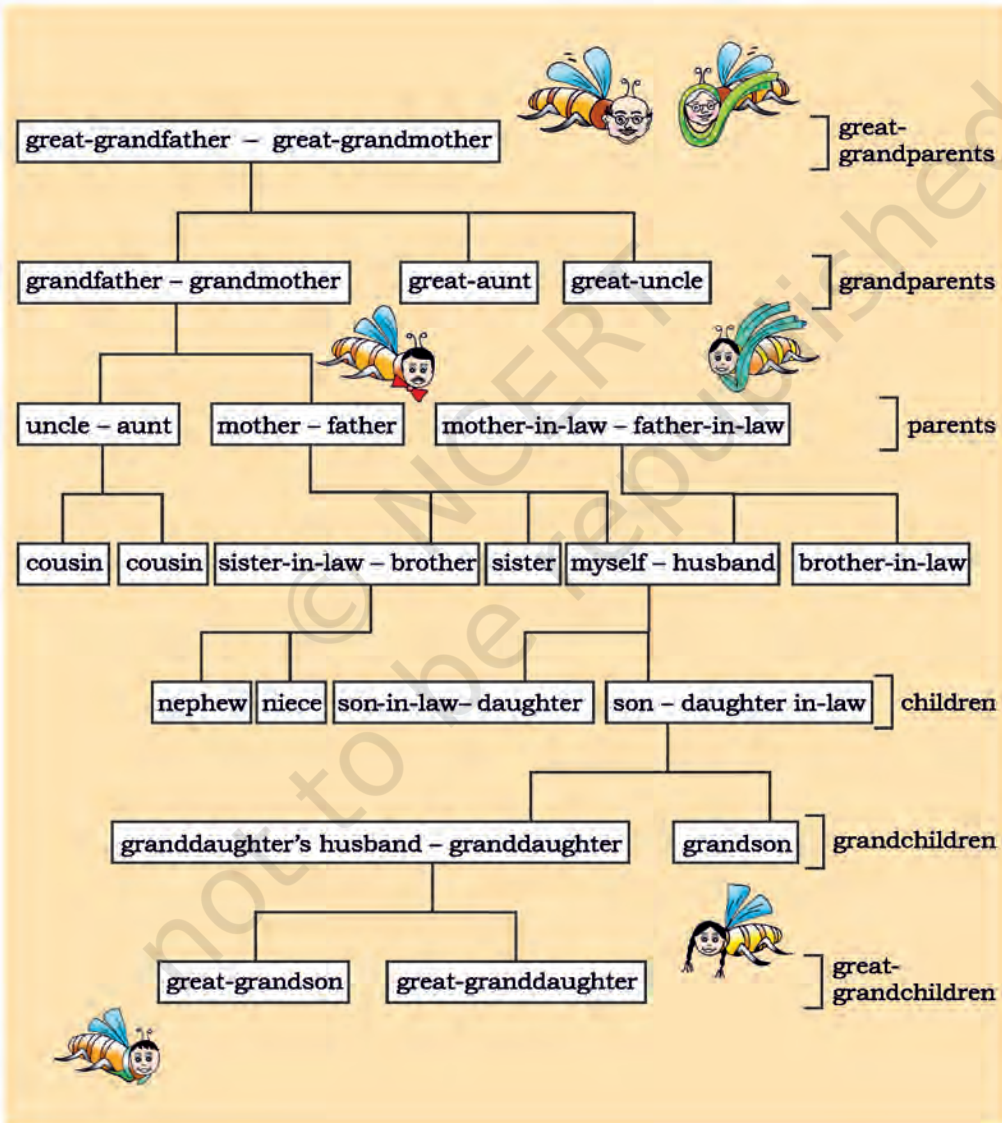 great-grandfather – great-grandmother
great-
grandparents
grandfather – grandmother
great-aunt
great-uncle
grandparents
uncle – aunt
mother – father
mother-in-law – father-in-law
parents
cousin
cousin
sister-in-law – brother
sister
myself – husband
brother-in-law
nephew
niece
son-in-law– daughter
son – daughter in-law
children
granddaughter's husband – granddaughter
grandson
grandchildren
great-grandson
great-granddaughter
great-
grandchildren
© NCERT
not to be republished